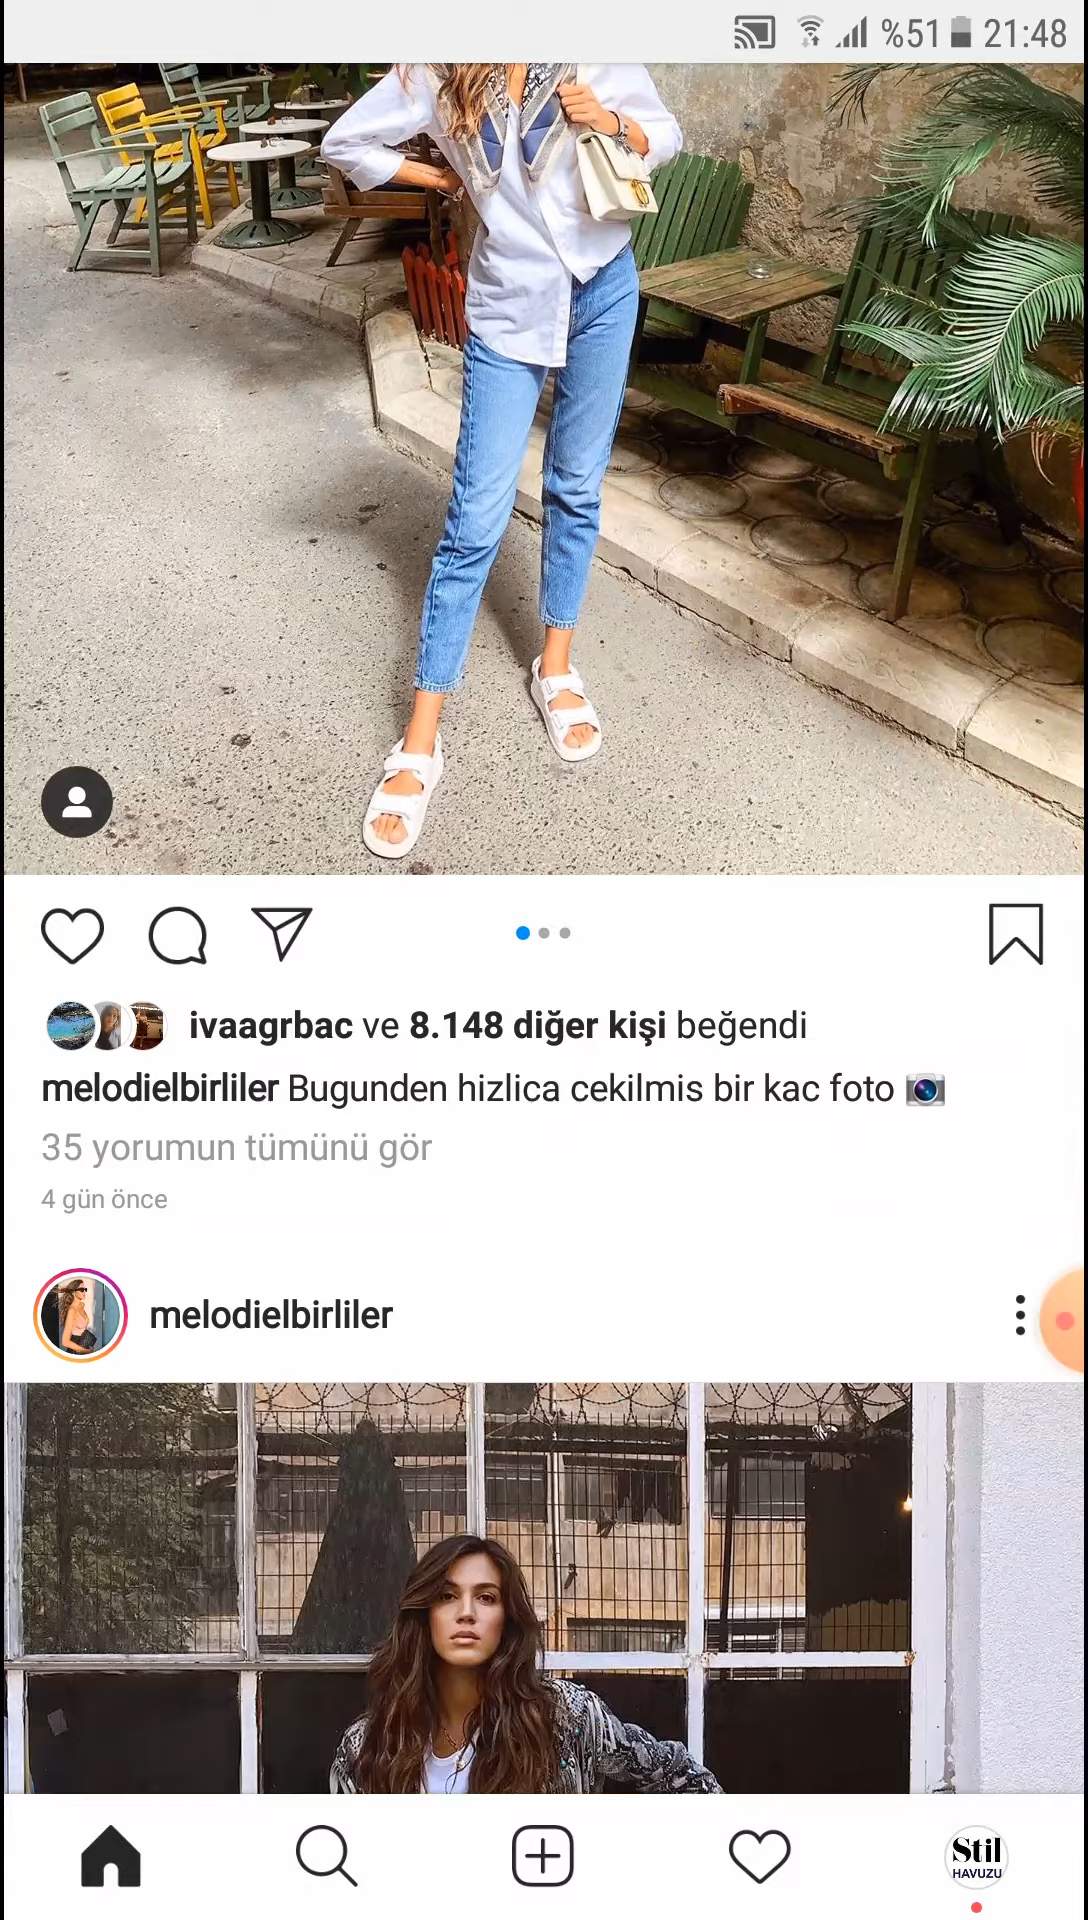 %51 21:48
ivaagrbac ve 8.148 diğer kişi beğendi
melodielbirliler Bugunden hizlica cekilmis bir kac foto
35 yorumun tümünü gör
4 gün önce
melodielbirliler
Stil
HAVUZU